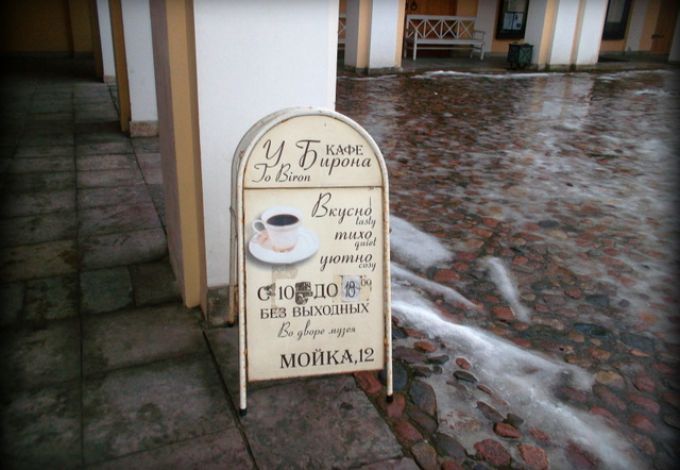 У Бирона КАФЕ
To Biron
Вкусно
tasty
тихо
quiet
уютно
cosy
С 10 ДО
БЕЗ ВЫХОДНЫХ
Во дворе музея
МОЙКА,12